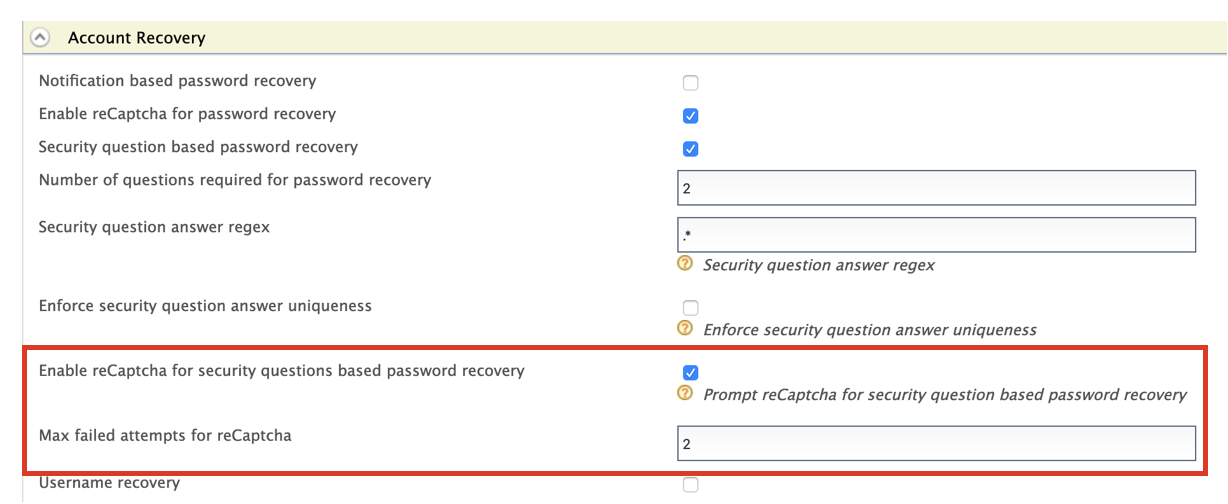 Account Recovery
Notification based password recovery
Enable reCaptcha for password recovery
Security question based password recovery
Number of questions required for password recovery
2
Security question answer regex
.*
? Security question answer regex
Enforce security question answer uniqueness
? Enforce security question answer uniqueness
Enable reCaptcha for security questions based password recovery
? Prompt reCaptcha for security question based password recovery
Max failed attempts for reCaptcha
2
Username recovery